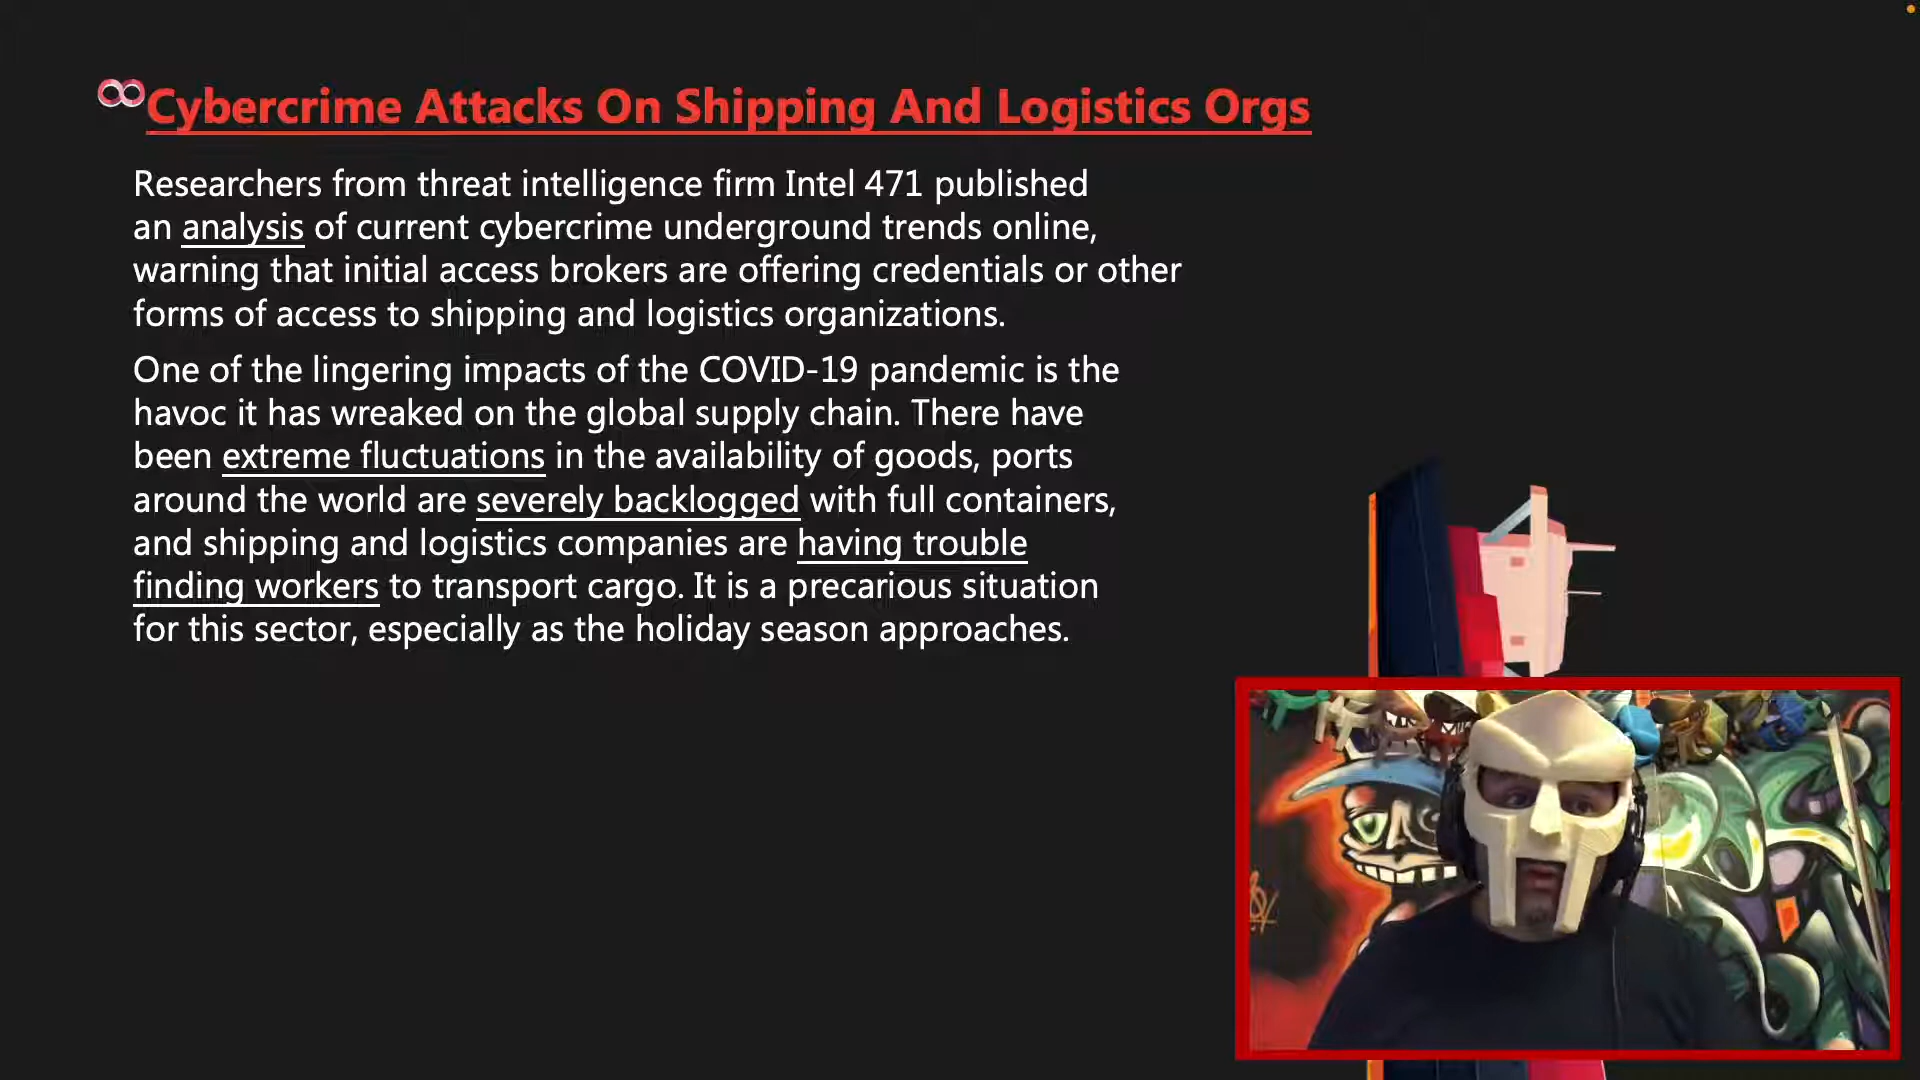 Cybercrime Attacks On Shipping And Logistics Orgs
Researchers from threat intelligence firm Intel 471 published
an analysis of current cybercrime underground trends online,
warning that initial access brokers are offering credentials or other
forms of access to shipping and logistics organizations.
One of the lingering impacts of the COVID-19 pandemic is the
havoc it has wreaked on the global supply chain. There have
been extreme fluctuations in the availability of goods, ports
around the world are severely backlogged with full containers,
and shipping and logistics companies are having trouble
finding workers to transport cargo. It is a precarious situation
for this sector, especially as the holiday season approaches.